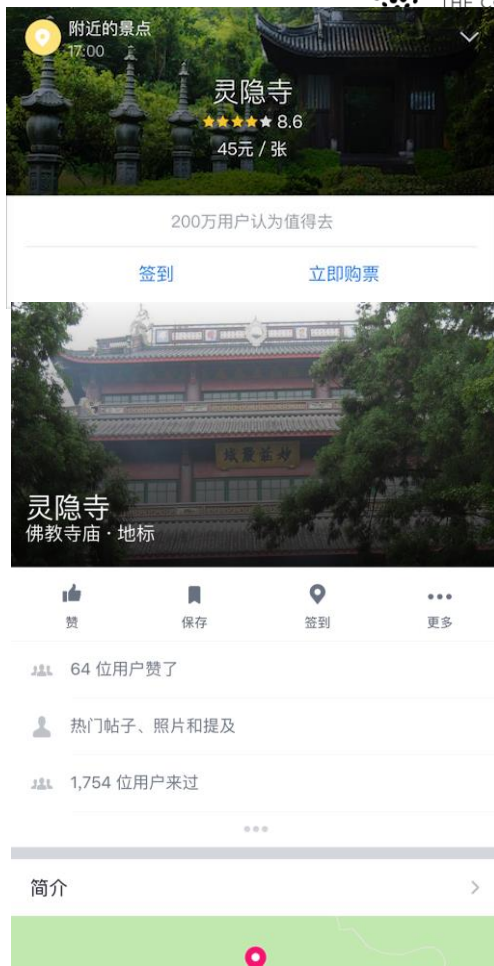 THE C
附近的景点
17:00
灵隐寺
8.6
45元 / 张
200万用户认为值得去
签到
立即购票
灵隐寺
佛教寺庙 · 地标
赞
保存
签到
更多
64 位用户赞了
热门帖子、照片和提及
1,754 位用户来过
简介